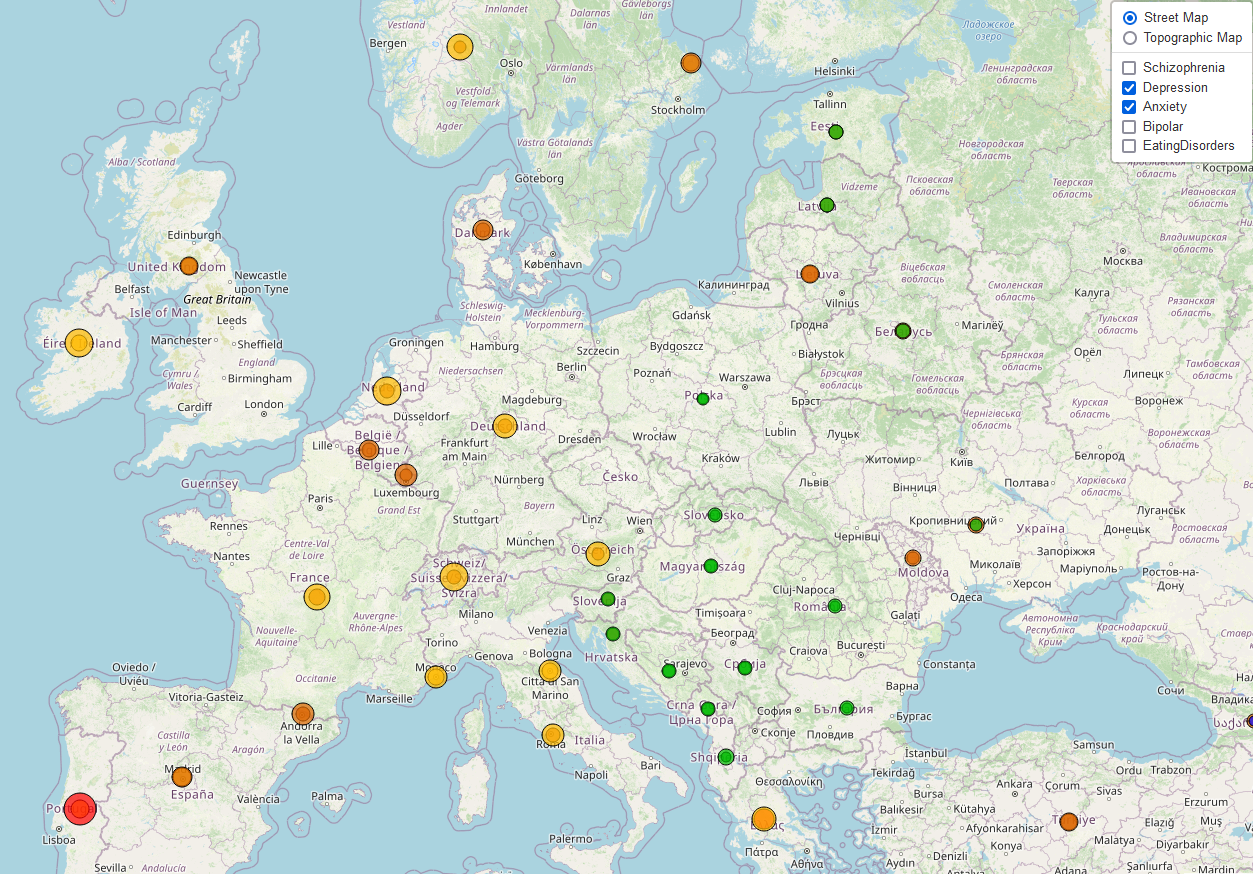 Street Map
Topographic Map
Schizophrenia
Depression
Anxiety
Bipolar
EatingDisorders
Innlandet
Vestland
Bergen
Oslo
Vestfold
og Telemark
Agder
Dalarnas
län
Gävleborgs
län
Värmlands
län
Stockholm
Västra Götalands
län
Göteborg
Helsinki
Tallinn
Ладожское
озеро
Ленинградская
область
Новгородская
область
Псковская
область
Тверская
область
Ярославская
область
Кострома
Ивановская
область
Владимирская
область
Москва
Vidzeme
Alba / Scotland
Edinburgh
United Kingdom
Newcastle
upon Tyne
Belfast
Great Britain
Isle of Man
Leeds
Manchester
Sheffield
England
Cymru /
Wales
Birmingham
Cardiff
London
Éire / Ireland
Danmark
København
Schleswig-
Holstein
Mecklenburg-
Vorpommern
Калининград
Vilnius
Віцебская
вобласць
Смоленская
область
Калуга
Рязанская
область
Тульская
область
Groningen
Hamburg
Szczecin
Gdańsk
Bydgoszcz
Гродна
Беларусь
Магілёў
Białystok
Орёл
Брянская
область
Тамбовская
область
Niedersachsen
Berlin
Poznań
Warszawa
Polska
Брэсцкая
вобласць
Гомельская
вобласць
Липецк
Nederland
Magdeburg
Брэст
Курская
область
Воронеж
Düsseldorf
Deutschland
Чернігівська
область
Lille
België /
Belgique /
Belgien
Frankfurt
am Main
Dresden
Wrocław
Lublin
Луцьк
Воронежская
область
Guernsey
Luxembourg
Nürnberg
Česko
Kraków
Житомир
Київ
Белгород
Paris
Grand Est
Bayern
Львів
Вінниця
Полтава
Харківська
область
Rennes
Stuttgart
Linz
Wien
Slovensko
Кропивницький
Україна
Луганськ
Донецьк
Ростовская
область
Nantes
Centre-Val
de Loire
München
Österreich
Чернівці
Запоріжжя
France
Schweiz/
Suisse/Svizzera/
Svizra
Graz
Magyarország
Moldova
Миколаїв
Маріуполь
Херсон
Ростов-на-
Дону
Cluj-Napoca
România
Одеса
Auvergne-
Rhône-Alpes
Milano
Slovenija
Timișoara
Galați
Автономна
Республіка
Крим
Краснодарский
край
Nouvelle-
Aquitaine
Torino
Venezia
Hrvatska
Београд
Craiova
București
Genova
Bologna
Monaco
Sarajevo
Србија
Constanța
Oviedo /
Uviéu
Occitanie
Marseille
Città di San
Marino
Варна
Сочи
Vitoria-Gasteiz
Andorra
la Vella
Crna Gora /
Црна Гора
София
България
Бургас
Пловдив
Castilla
y León
Aragón
Roma
Italia
Скопје
Shqipëria
İstanbul
Samsun
Madrid
España
València
Palma
Napoli
Bari
Θεσσαλονίκη
Tekirdağ
Ankara
Çorum
Ordu
Trabzon
Sivas
Portugal
Lisboa
Balıkesir
Kütahya
Erzurum
İzmir
Afyonkarahisar
Türkiye
Elazığ
Muş
Palermo
Πάτρα
Αθήνα
Konya
Malatya
Diyarbakır
Sevilla
Andalucía
Aydın
Denizli
Antalya
Adana
Şanlıurfa
Mardin